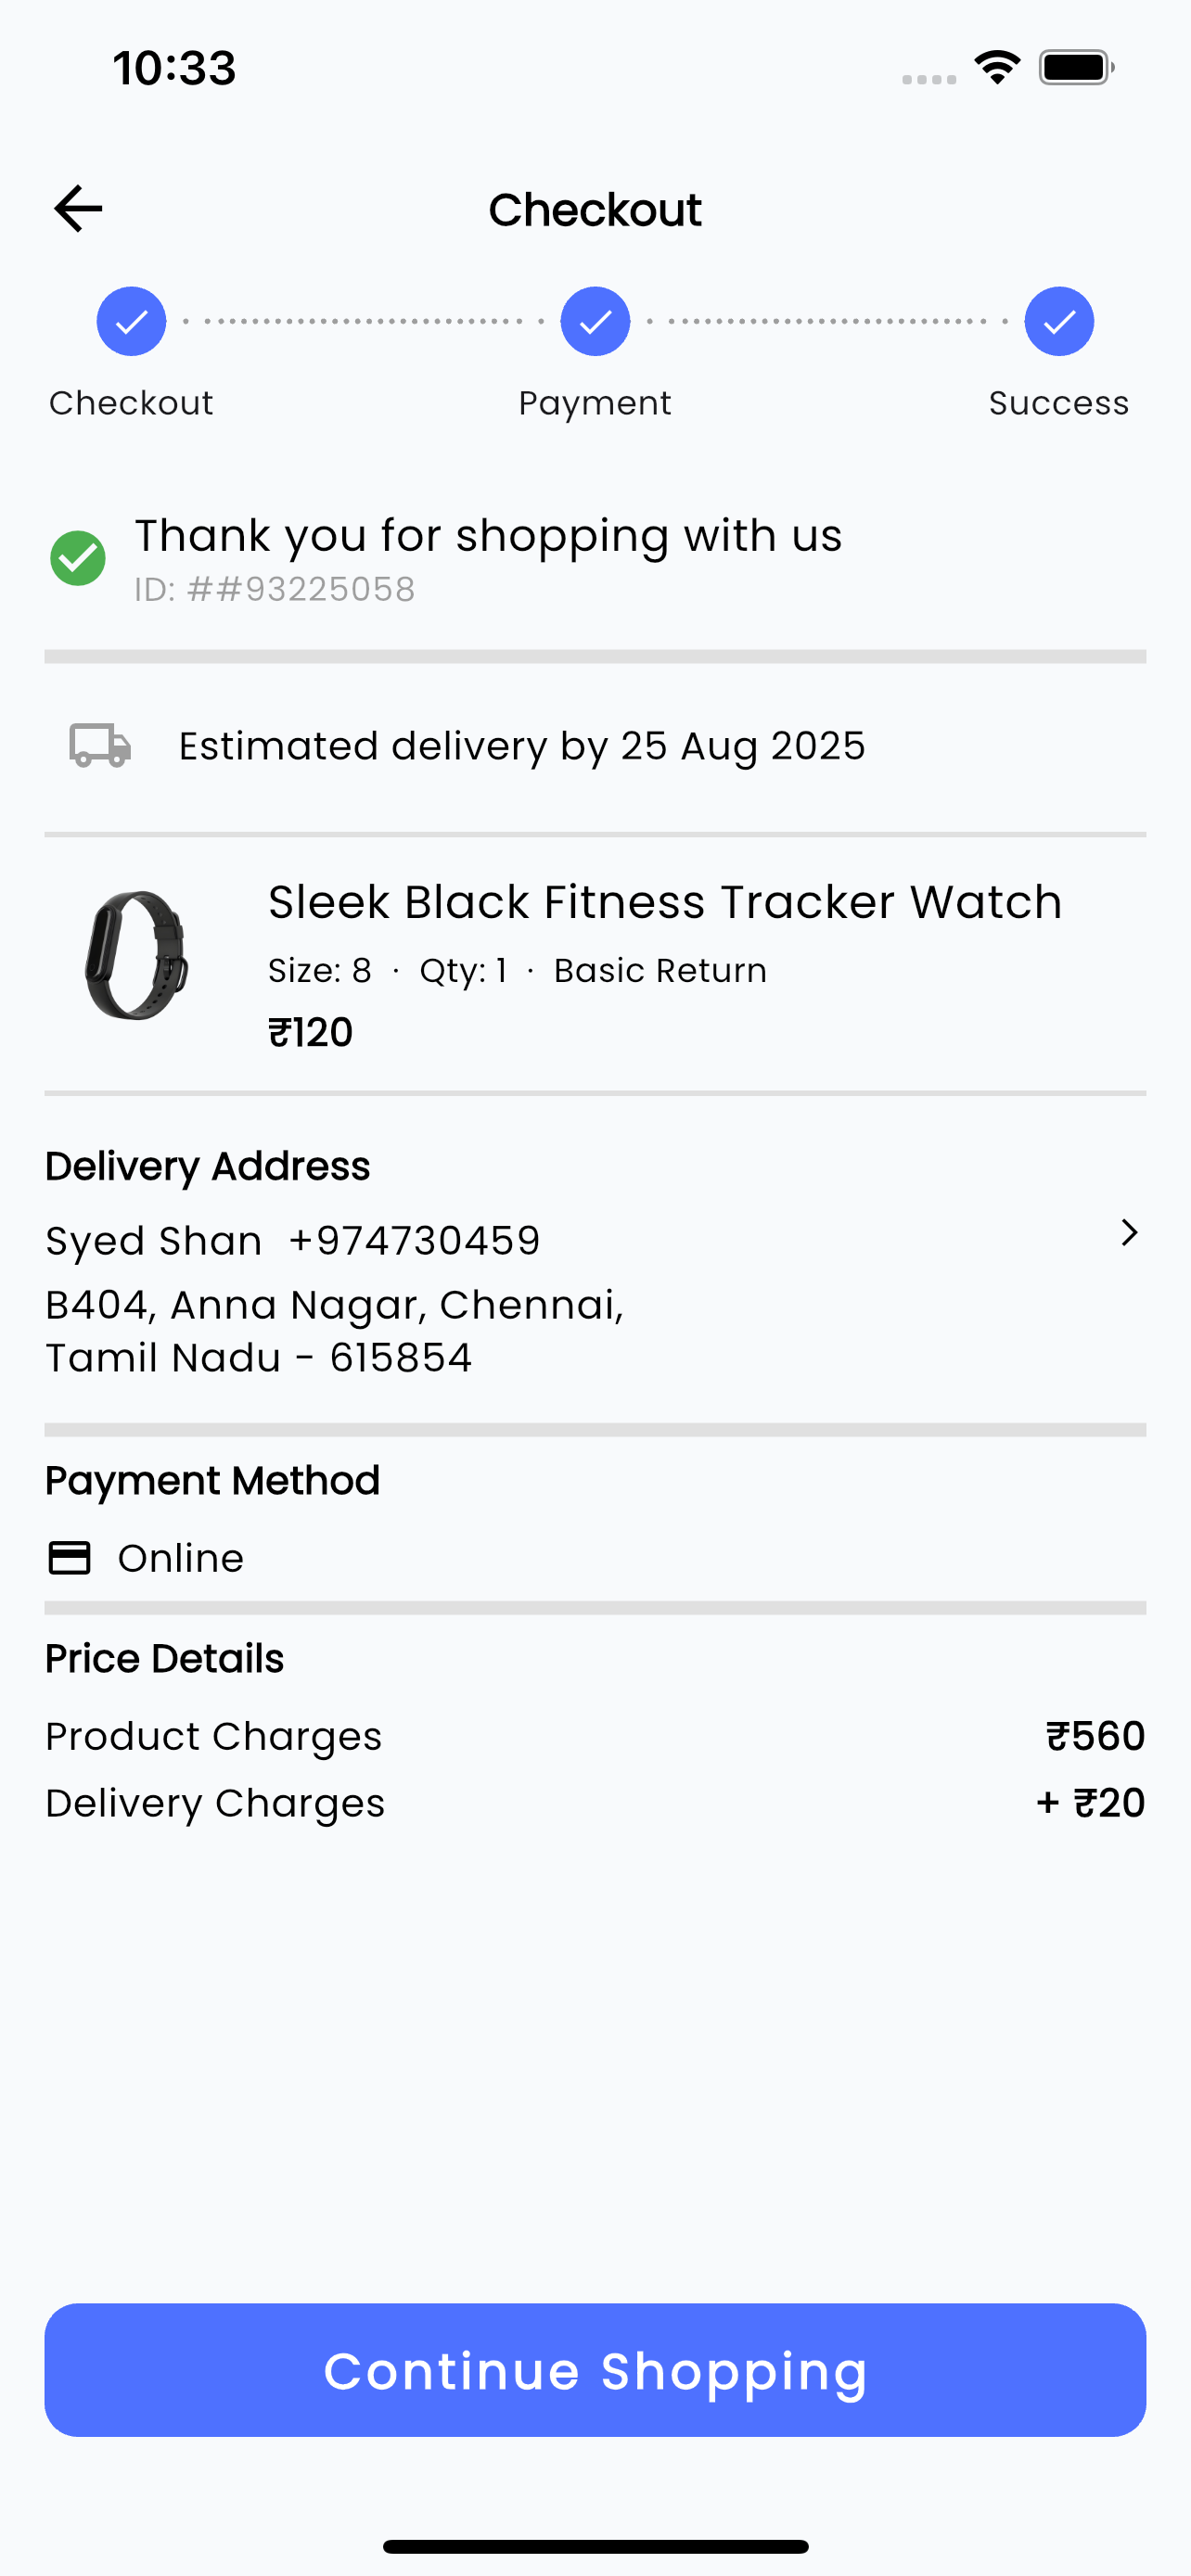 10:33
Checkout
Checkout Payment Success
Thank you for shopping with us
ID: ##93225058
Estimated delivery by 25 Aug 2025
Sleek Black Fitness Tracker Watch
Size: 8 · Qty: 1 · Basic Return
₹120
Delivery Address
Syed Shan +974730459
B404, Anna Nagar, Chennai,
Tamil Nadu - 615854
Payment Method
Online
Price Details
Product Charges ₹560
Delivery Charges + ₹20
Continue Shopping